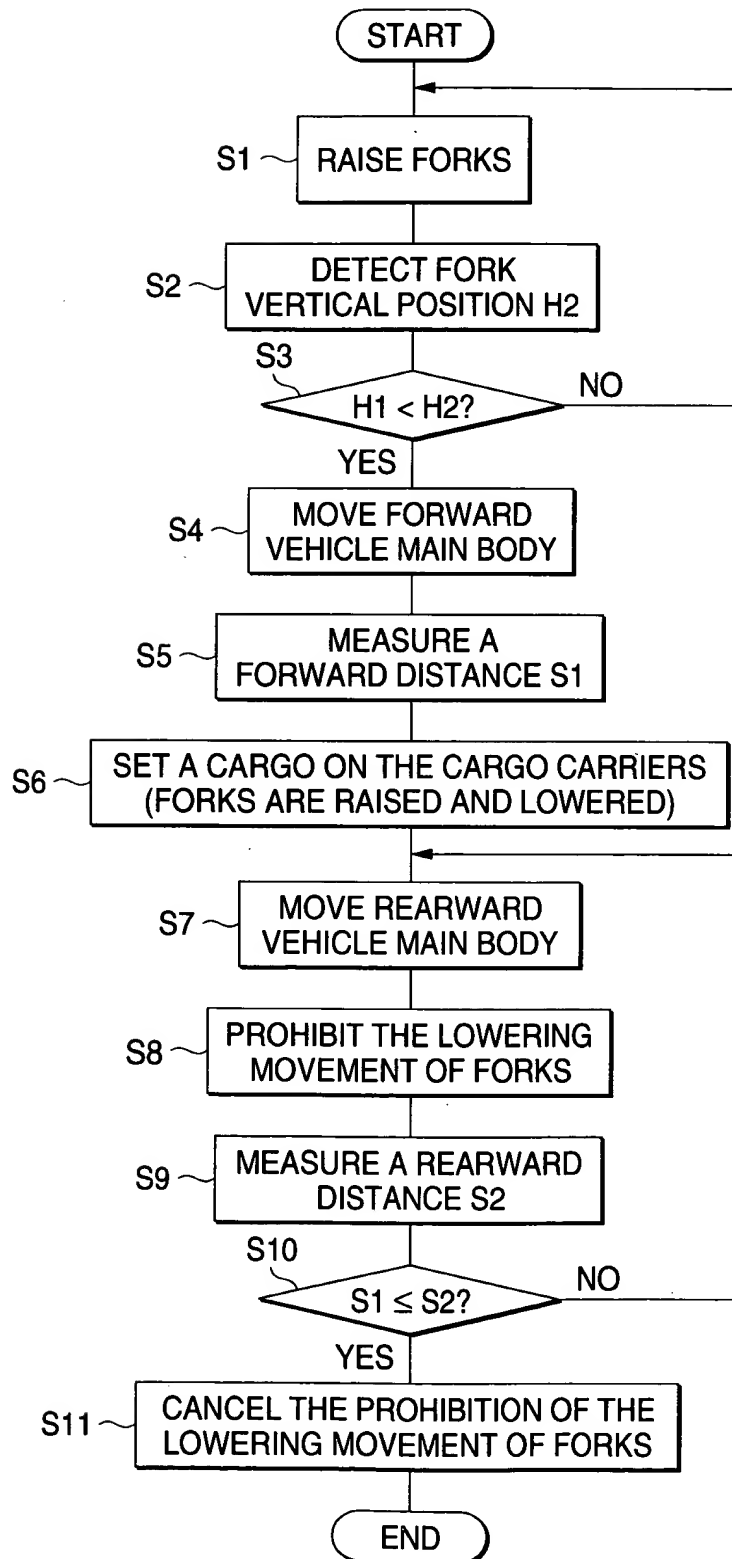 START
S1
RAISE FORKS
S2
DETECT FORK
VERTICAL POSITION H2
S3
H1 < H2?
NO
YES
S4
MOVE FORWARD
VEHICLE MAIN BODY
S5
MEASURE A
FORWARD DISTANCE S1
S6
SET A CARGO ON THE CARGO CARRIERS
(FORKS ARE RAISED AND LOWERED)
S7
MOVE REARWARD
VEHICLE MAIN BODY
S8
PROHIBIT THE LOWERING
MOVEMENT OF FORKS
S9
MEASURE A REARWARD
DISTANCE S2
S10
S1 ≤ S2?
NO
YES
S11
CANCEL THE PROHIBITION OF THE
LOWERING MOVEMENT OF FORKS
END